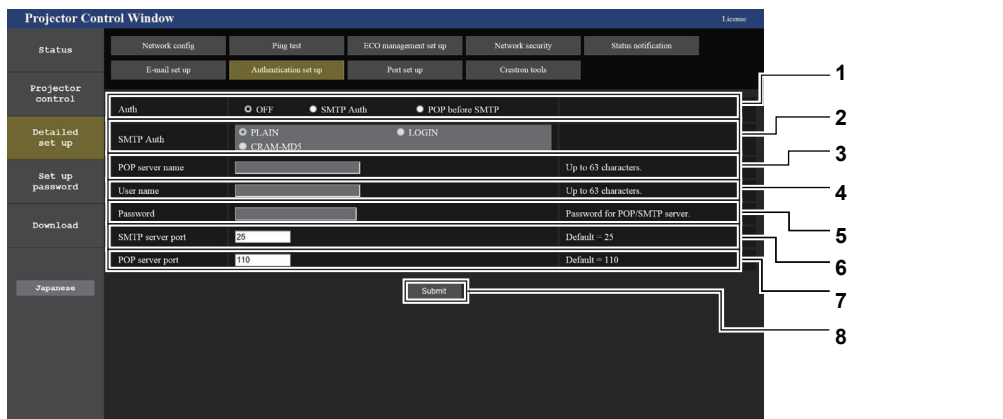 Projector Control Window
License
Status
Network config
Ping test
ECO management set up
Network security
Status notification
E-mail set up
Authentication set up
Port set up
Crestron tools
Projector
control
Detailed
set up
Set up
password
Download
Japanese
Auth
OFF
SMTP Auth
POP before SMTP
SMTP Auth
PLAIN
LOGIN
CRAM-MD5
POP server name
Up to 63 characters.
User name
Up to 63 characters.
Password
Password for POP/SMTP server.
SMTP server port
25
Default = 25
POP server port
110
Default = 110
Submit
1
2
3
4
5
6
7
8